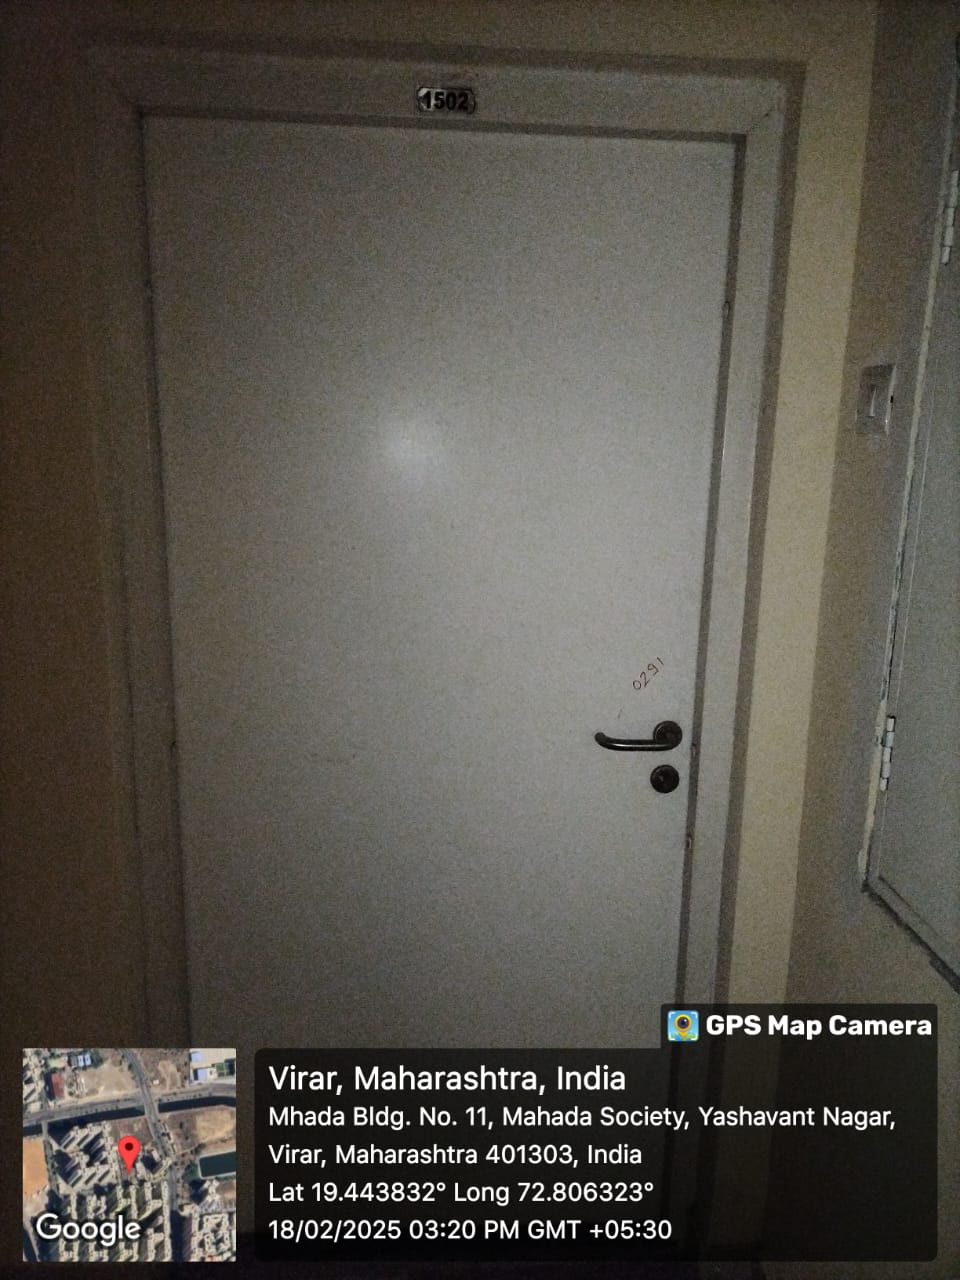 1502
0291
GPS Map Camera
Virar, Maharashtra, India
Mhada Bldg. No. 11, Mahada Society, Yashavant Nagar,
Virar, Maharashtra 401303, India
Lat 19.443832° Long 72.806323°
18/02/2025 03:20 PM GMT +05:30
Google